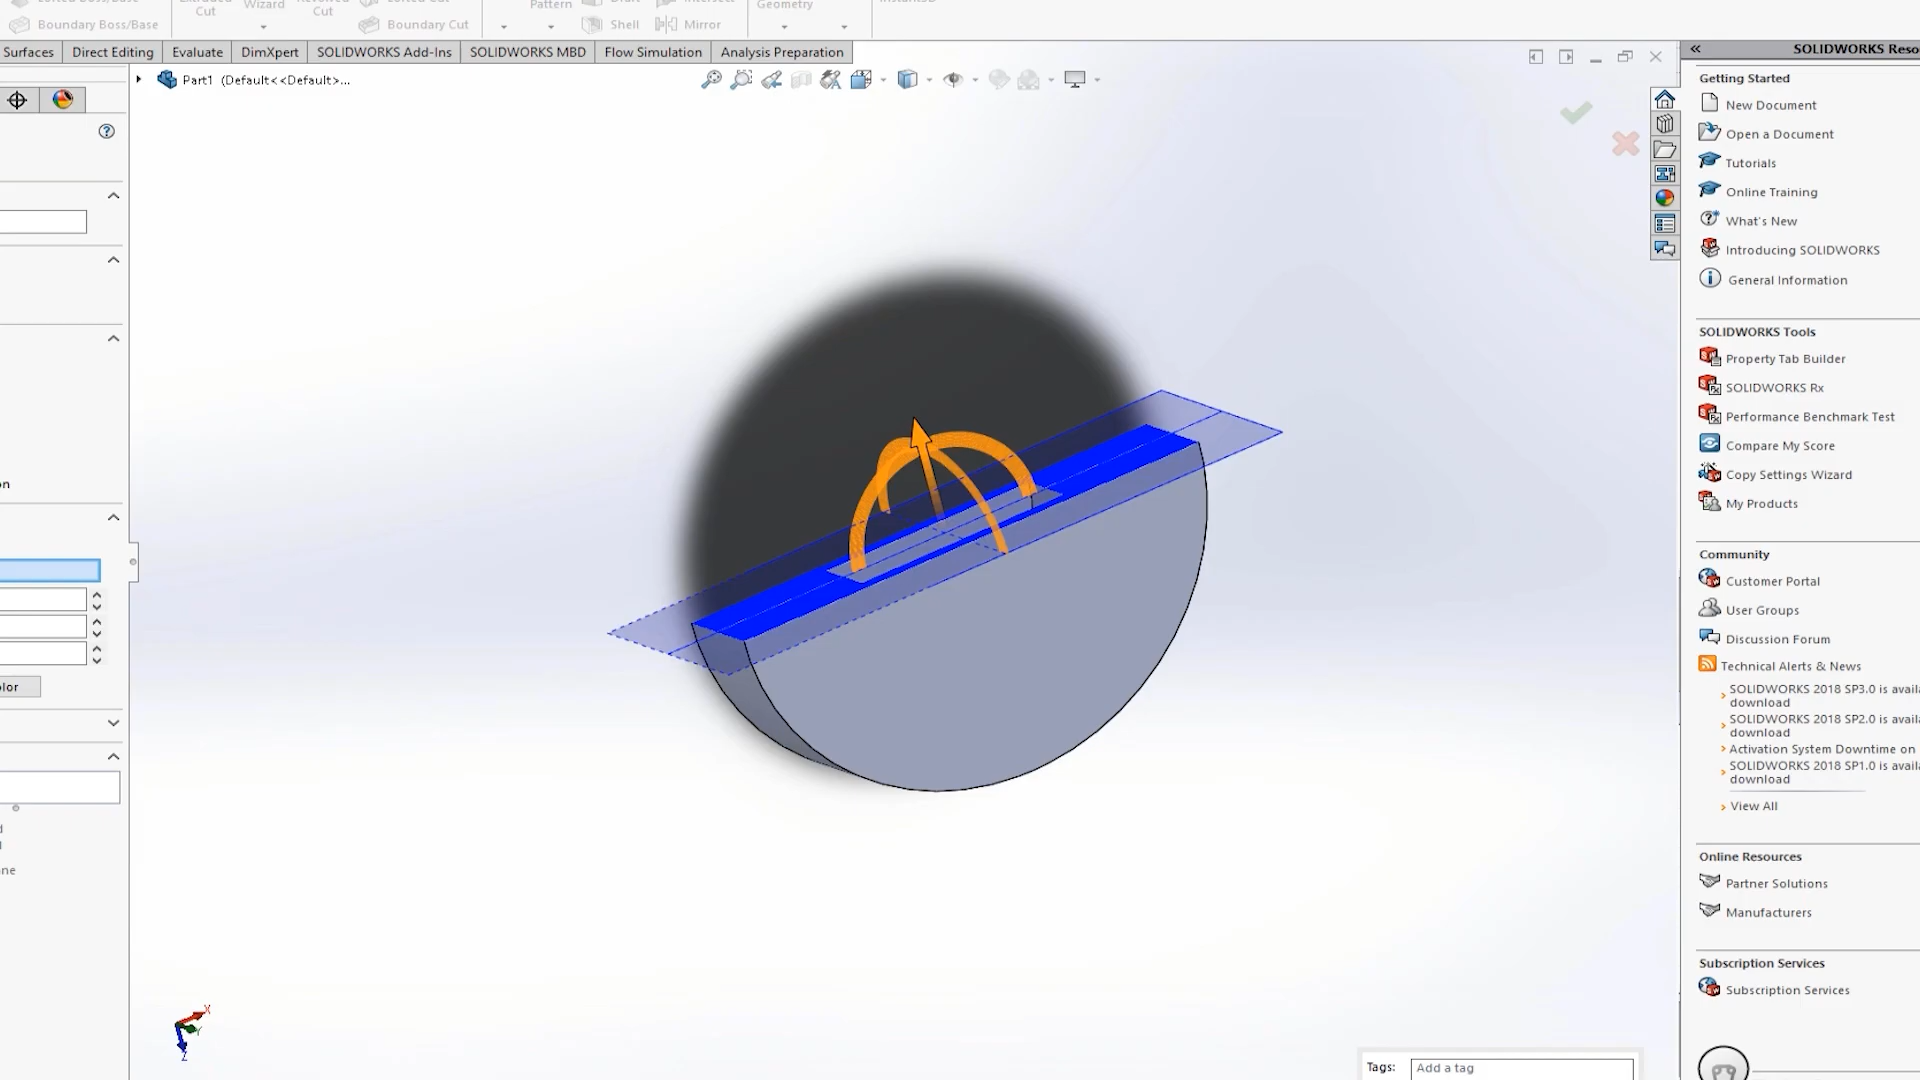 Cut
Wizard
Cut
Pattern
Geometry
Boundary Boss/Base
Boundary Cut
Shell
Mirror
Surfaces
Direct Editing
Evaluate
DimXpert
SOLIDWORKS Add-Ins
SOLIDWORKS MBD
Flow Simulation
Analysis Preparation
Part1 (Default<<Default>...
SOLIDWORKS Reso
Getting Started
New Document
Open a Document
Tutorials
Online Training
What's New
Introducing SOLIDWORKS
General Information
SOLIDWORKS Tools
Property Tab Builder
SOLIDWORKS Rx
Performance Benchmark Test
Compare My Score
Copy Settings Wizard
My Products
Community
Customer Portal
User Groups
Discussion Forum
Technical Alerts & News
SOLIDWORKS 2018 SP3.0 is availa
download
SOLIDWORKS 2018 SP2.0 is availa
download
Activation System Downtime on
SOLIDWORKS 2018 SP1.0 is availa
download
View All
Online Resources
Partner Solutions
Manufacturers
Subscription Services
Subscription Services
on
olor
ne
X
Y
Z
Tags:
Add a tag